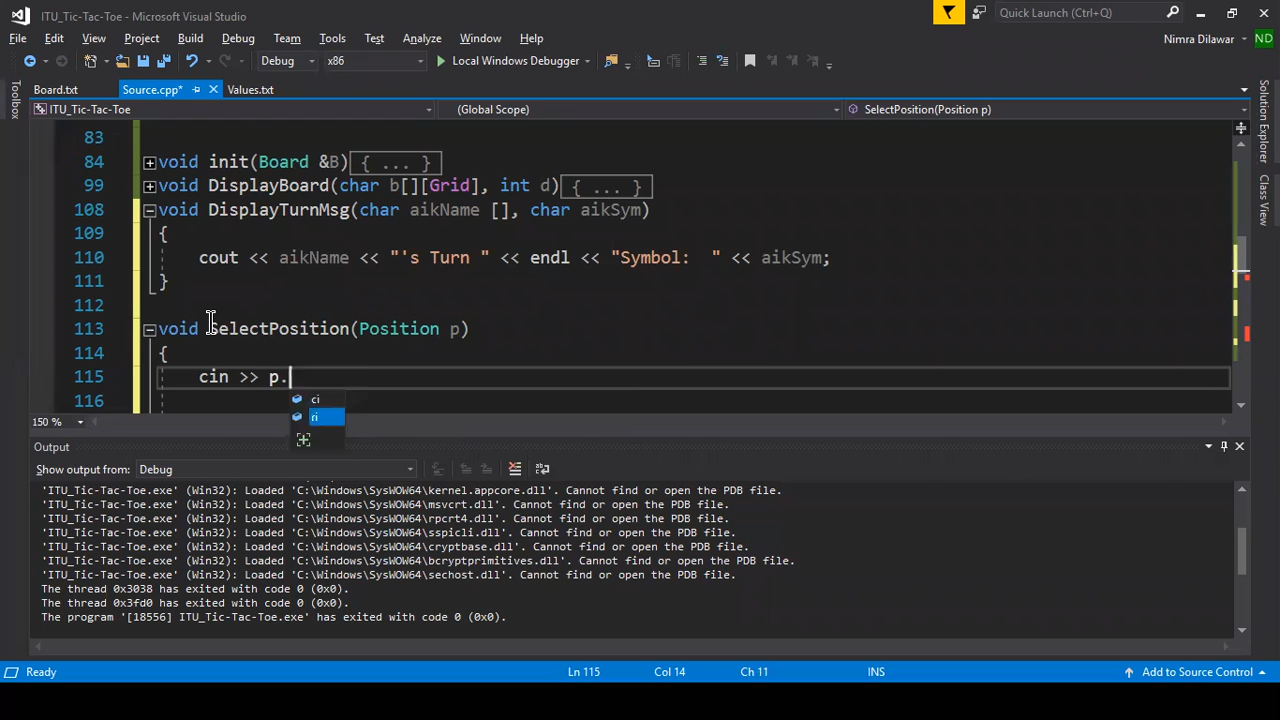 ITU_Tic-Tac-Toe - Microsoft Visual Studio
Quick Launch (Ctrl+Q)
File Edit View Project Build Debug Team Tools Test Analyze Window Help
Nimra Dilawar ND
Debug x86 Local Windows Debugger
Toolbox
Board.txt Source.cpp* Values.txt
ITU_Tic-Tac-Toe (Global Scope) SelectPosition(Position p)
Solution Explorer
Team Explorer
Class View
83
84 void init(Board &B){ ... }
99 void DisplayBoard(char b[][Grid], int d){ ... }
108 void DisplayTurnMsg(char aikName [], char aikSym)
109 {
110 cout << aikName << "'s Turn " << endl << "Symbol:  " << aikSym;
111 }
112
113 void SelectPosition(Position p)
114 {
115 cin >> p.
116
ci
ri
150 %
Output
Show output from: Debug
'ITU_Tic-Tac-Toe.exe' (Win32): Loaded 'C:\Windows\SysWOW64\kernel.appcore.dll'. Cannot find or open the PDB file.
'ITU_Tic-Tac-Toe.exe' (Win32): Loaded 'C:\Windows\SysWOW64\msvcrt.dll'. Cannot find or open the PDB file.
'ITU_Tic-Tac-Toe.exe' (Win32): Loaded 'C:\Windows\SysWOW64\rpcrt4.dll'. Cannot find or open the PDB file.
'ITU_Tic-Tac-Toe.exe' (Win32): Loaded 'C:\Windows\SysWOW64\sspicli.dll'. Cannot find or open the PDB file.
'ITU_Tic-Tac-Toe.exe' (Win32): Loaded 'C:\Windows\SysWOW64\cryptbase.dll'. Cannot find or open the PDB file.
'ITU_Tic-Tac-Toe.exe' (Win32): Loaded 'C:\Windows\SysWOW64\bcryptprimitives.dll'. Cannot find or open the PDB file.
'ITU_Tic-Tac-Toe.exe' (Win32): Loaded 'C:\Windows\SysWOW64\sechost.dll'. Cannot find or open the PDB file.
The thread 0x3038 has exited with code 0 (0x0).
The thread 0x3fd0 has exited with code 0 (0x0).
The program '[18556] ITU_Tic-Tac-Toe.exe' has exited with code 0 (0x0).
Ready Ln 115 Col 14 Ch 11 INS Add to Source Control